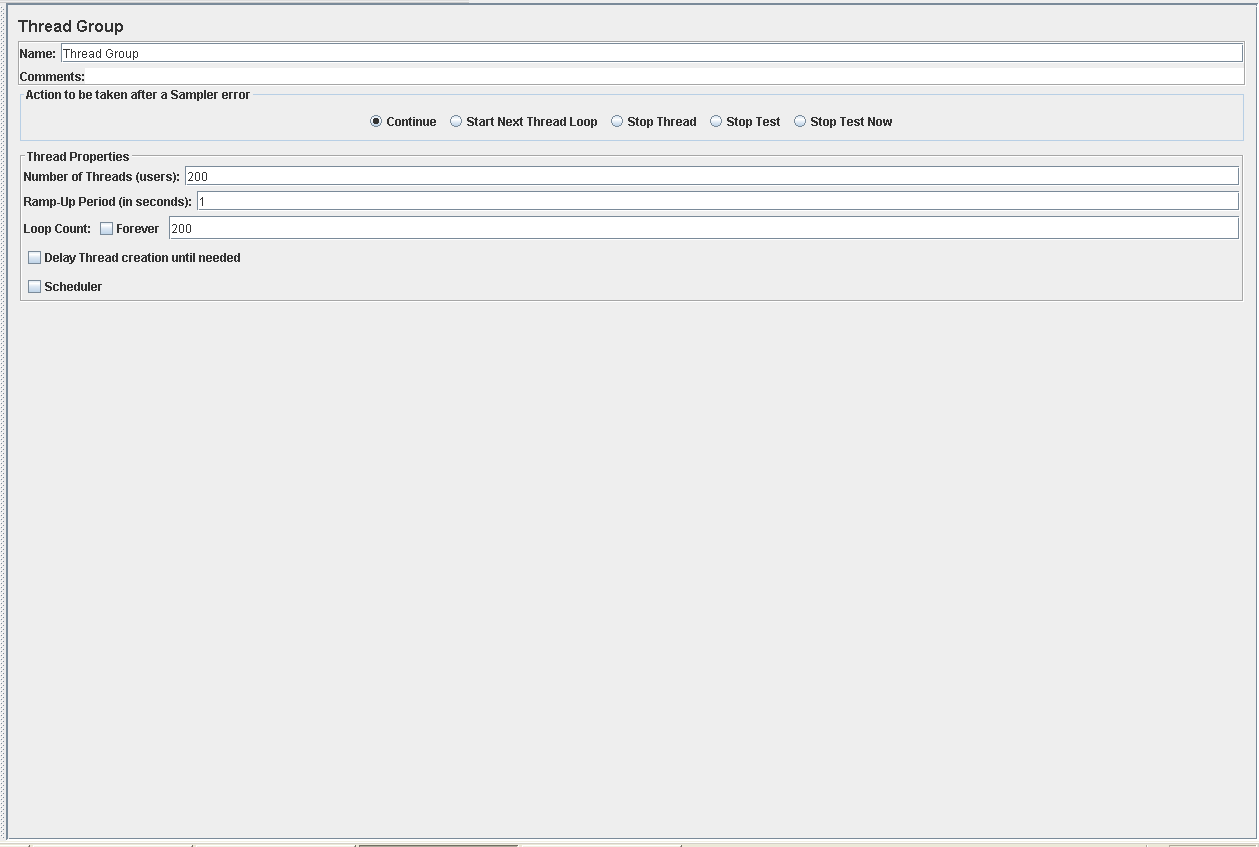 Thread Group
Name: Thread Group
Comments:
Action to be taken after a Sampler error
Continue Start Next Thread Loop Stop Thread Stop Test Stop Test Now
Thread Properties
Number of Threads (users): 200
Ramp-Up Period (in seconds): 1
Loop Count: Forever 200
Delay Thread creation until needed
Scheduler